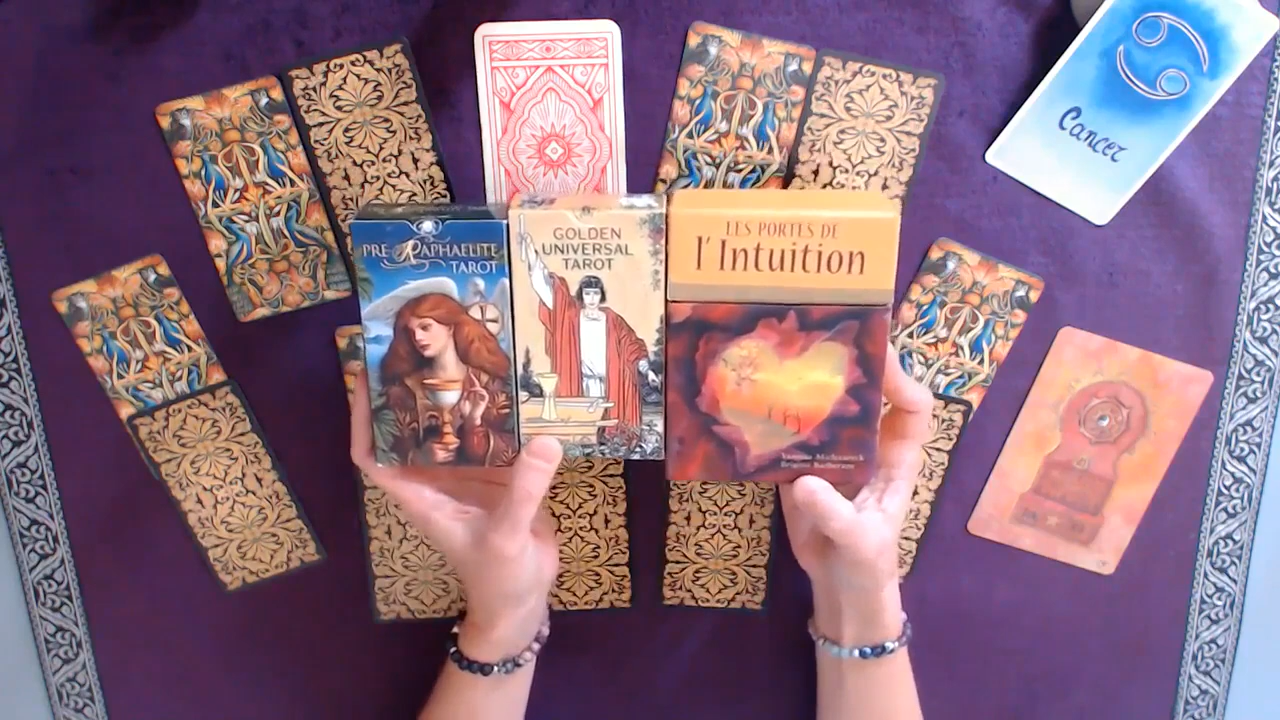 Cancer
PRE RAPHAELITE
TAROT
GOLDEN
UNIVERSAL
TAROT
LES PORTES DE
l'Intuition